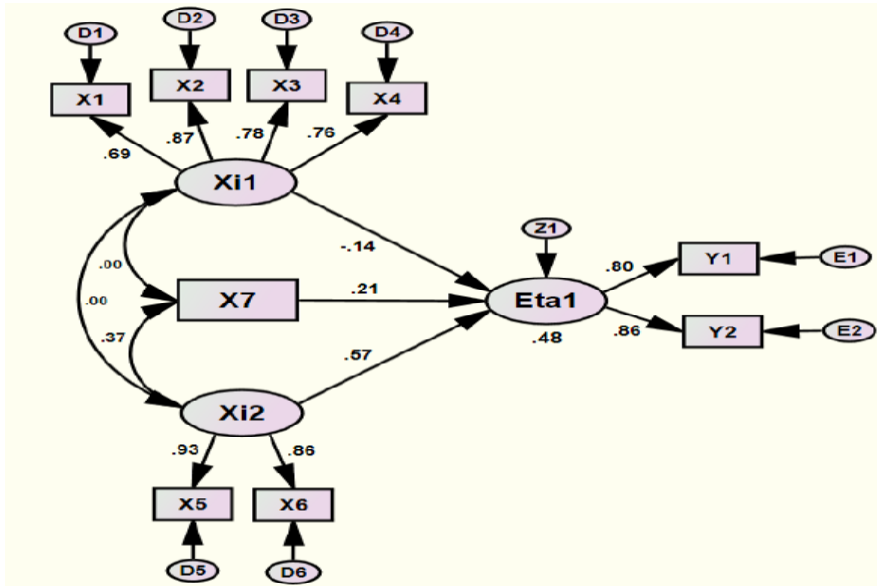 D1
D2
D3
D4
X1
X2
X3
X4
.69
.87
.78
.76
Xi1
-.14
Z1
.00
X7
.21
Eta1
.80
Y1
E1
.00
.37
.57
.48
.86
Y2
E2
Xi2
.93
.86
X5
X6
D5
D6